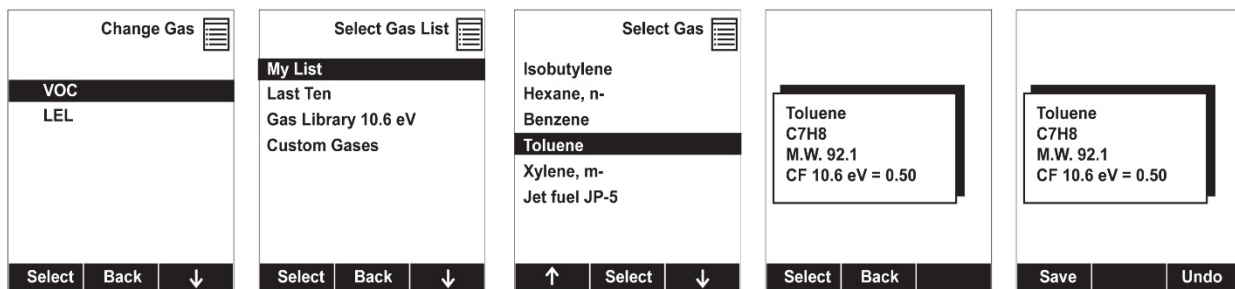 Change Gas
VOC
LEL
Select Back ↓
Select Gas List
My List
Last Ten
Gas Library 10.6 eV
Custom Gases
Select Back ↓
Select Gas
Isobutylene
Hexane, n-
Benzene
Toluene
Xylene, m-
Jet fuel JP-5
↑ Select ↓
Toluene
C7H8
M.W. 92.1
CF 10.6 eV = 0.50
Select Back
Toluene
C7H8
M.W. 92.1
CF 10.6 eV = 0.50
Save Undo